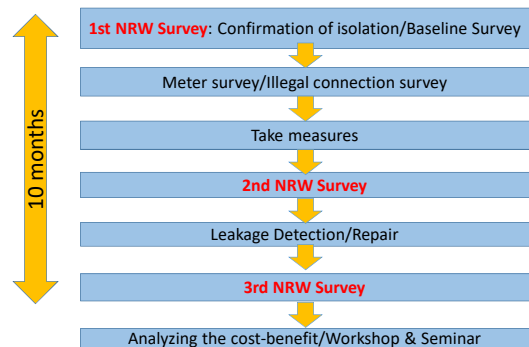 1st NRW Survey: Confirmation of isolation/Baseline Survey
Meter survey/Illegal connection survey
Take measures
2nd NRW Survey
Leakage Detection/Repair
3rd NRW Survey
Analyzing the cost-benefit/Workshop & Seminar
10 months